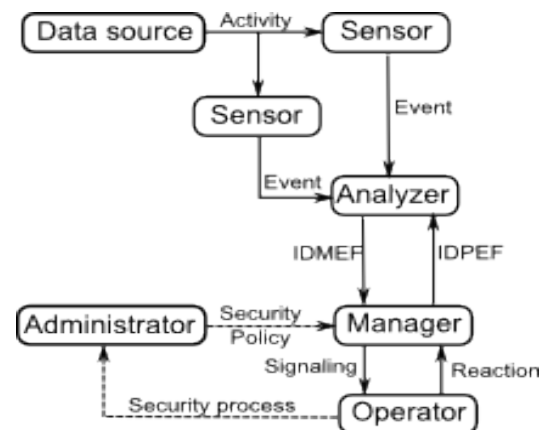 Data source
Activity
Sensor
Sensor
Event
Event
Analyzer
IDMEF
IDPEF
Administrator
Security
Policy
Manager
Signaling
Reaction
Security process
Operator